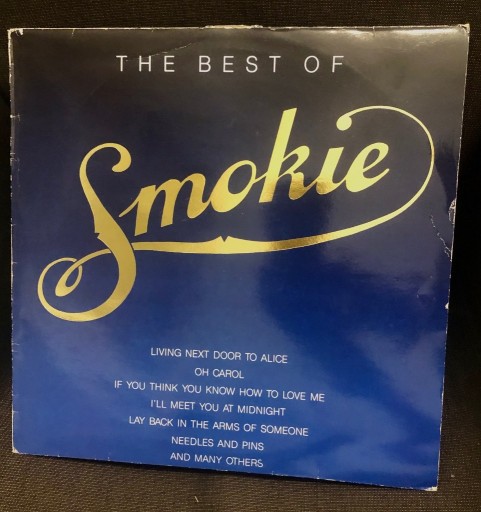 THE BEST OF
Smokie
LIVING NEXT DOOR TO ALICE
OH CAROL
IF YOU THINK YOU KNOW HOW TO LOVE ME
I'LL MEET YOU AT MIDNIGHT
LAY BACK IN THE ARMS OF SOMEONE
NEEDLES AND PINS
AND MANY OTHERS